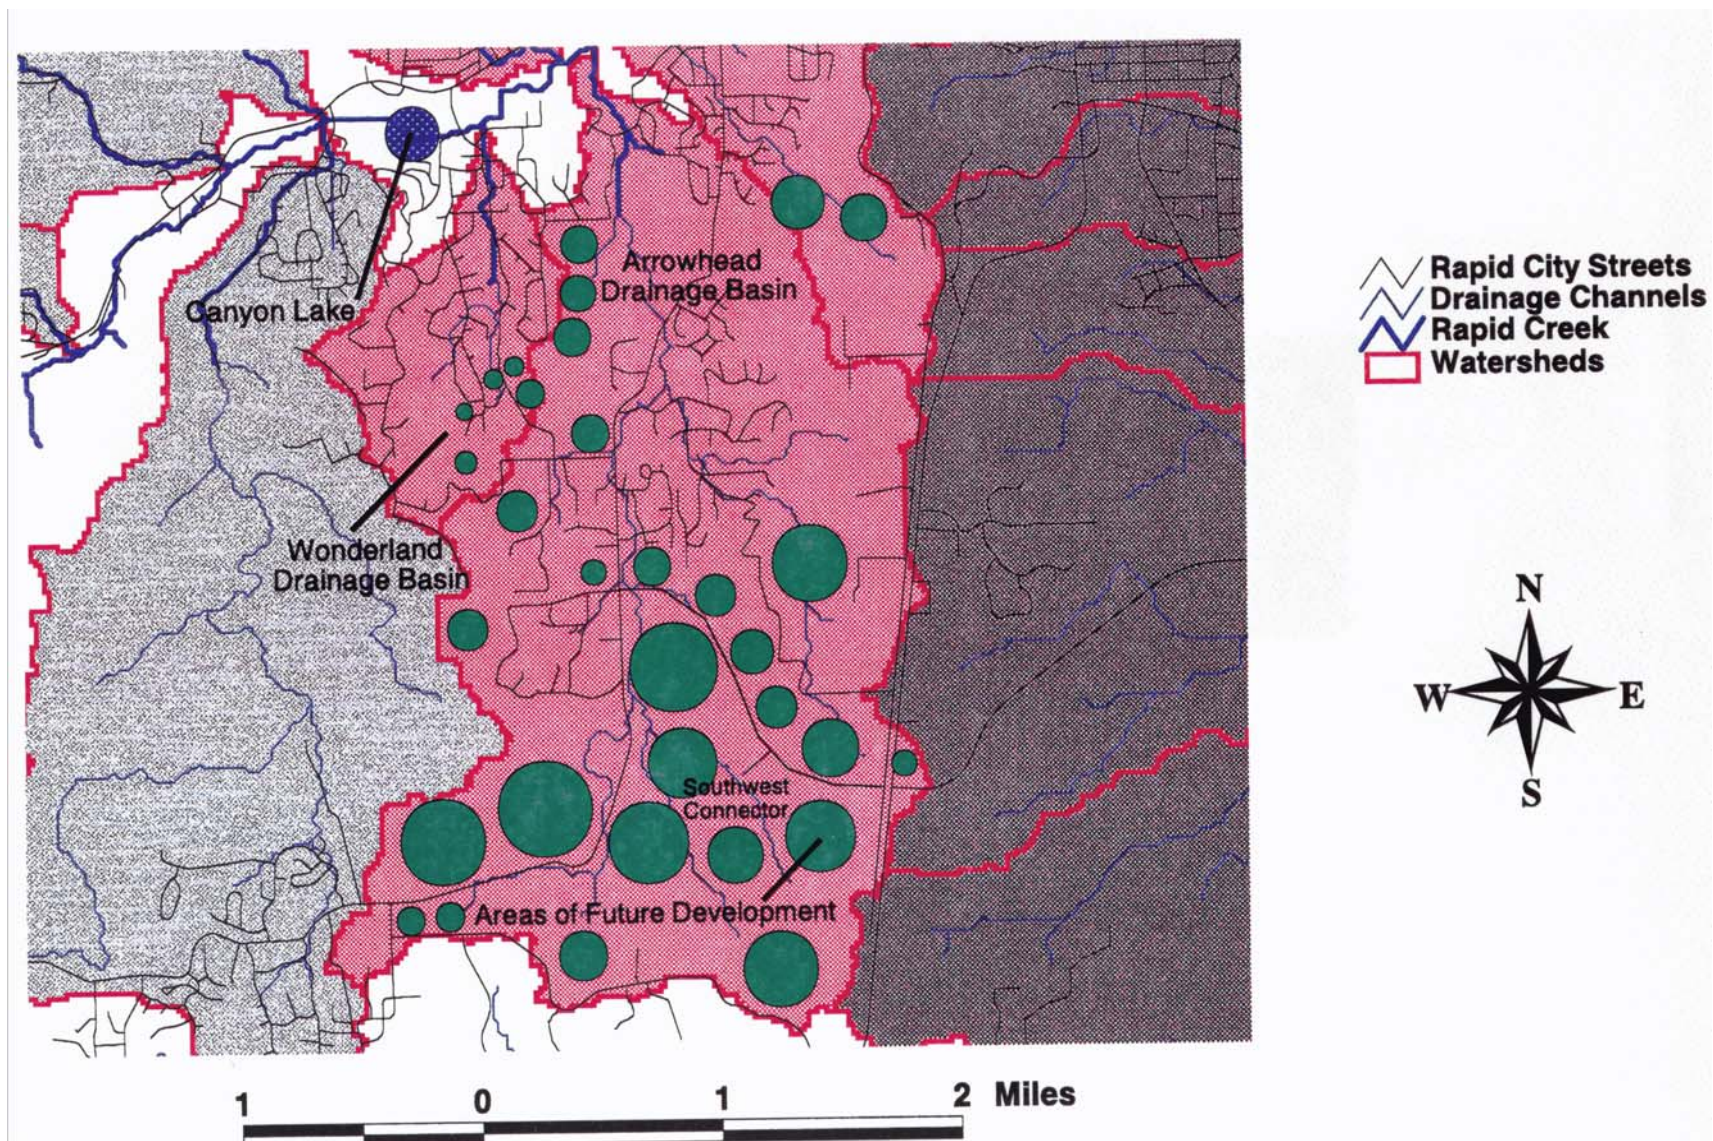 Arrowhead
Drainage Basin
Canyon Lake
Wonderland
Drainage Basin
Southwest
Connector
Areas of Future Development
Rapid City Streets
Drainage Channels
Rapid Creek
Watersheds
N
W E
S
1 0 1 2 Miles